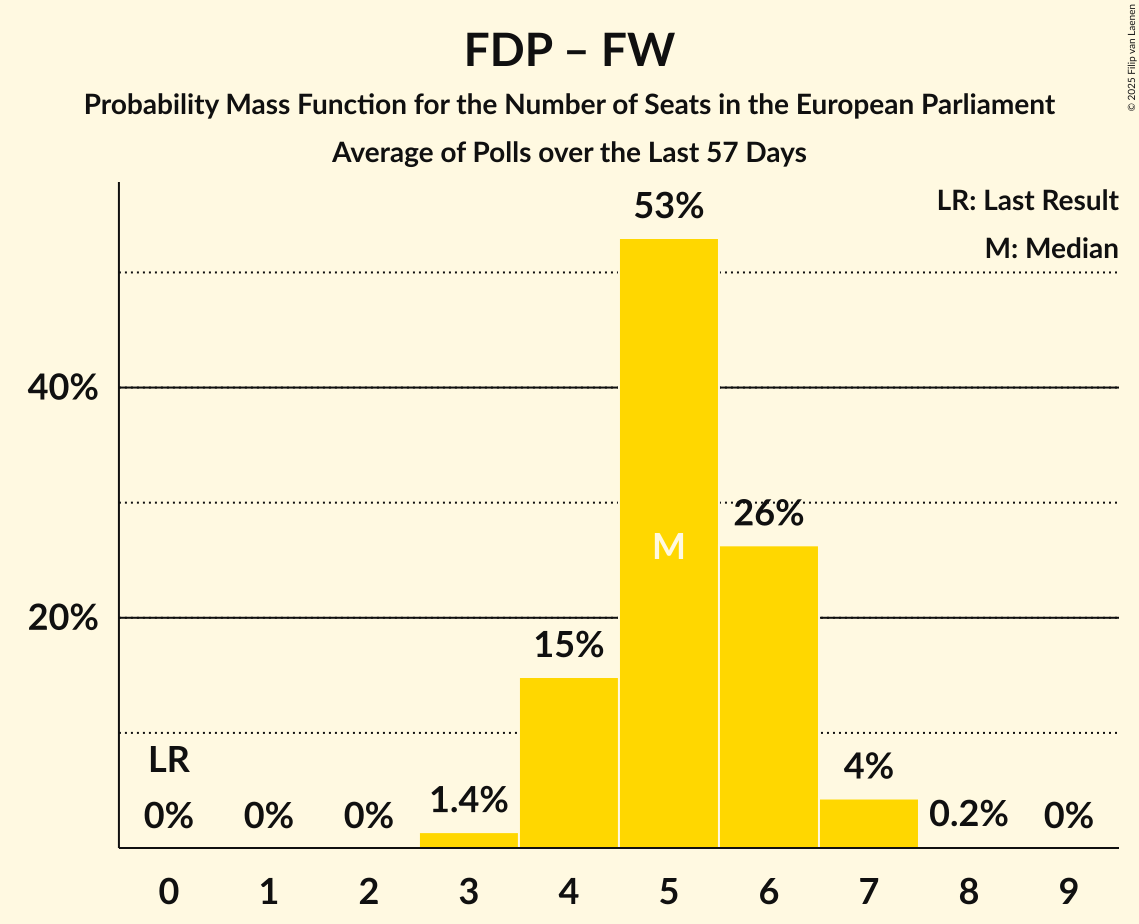 FDP – FW
Probability Mass Function for the Number of Seats in the European Parliament
Average of Polls over the Last 57 Days
© 2025 Filip van Laenen
LR: Last Result
M: Median
53%
40%
26%
M
20%
15%
LR
4%
1.4%
0% 0% 0% 0.2% 0%
0 1 2 3 4 5 6 7 8 9